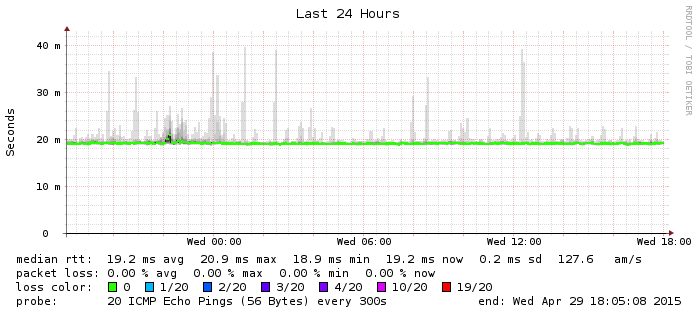 Last 24 Hours
RRDTOOL / TOBI OETIKER
Seconds
40 m
30 m
20 m
10 m
0
Wed 00:00 Wed 06:00 Wed 12:00 Wed 18:00
median rtt: 19.2 ms avg 20.9 ms max 18.9 ms min 19.2 ms now 0.2 ms sd 127.6 am/s
packet loss: 0.00 % avg 0.00 % max 0.00 % min 0.00 % now
loss color: 0 1/20 2/20 3/20 4/20 10/20 19/20
probe: 20 ICMP Echo Pings (56 Bytes) every 300s end: Wed Apr 29 18:05:08 2015